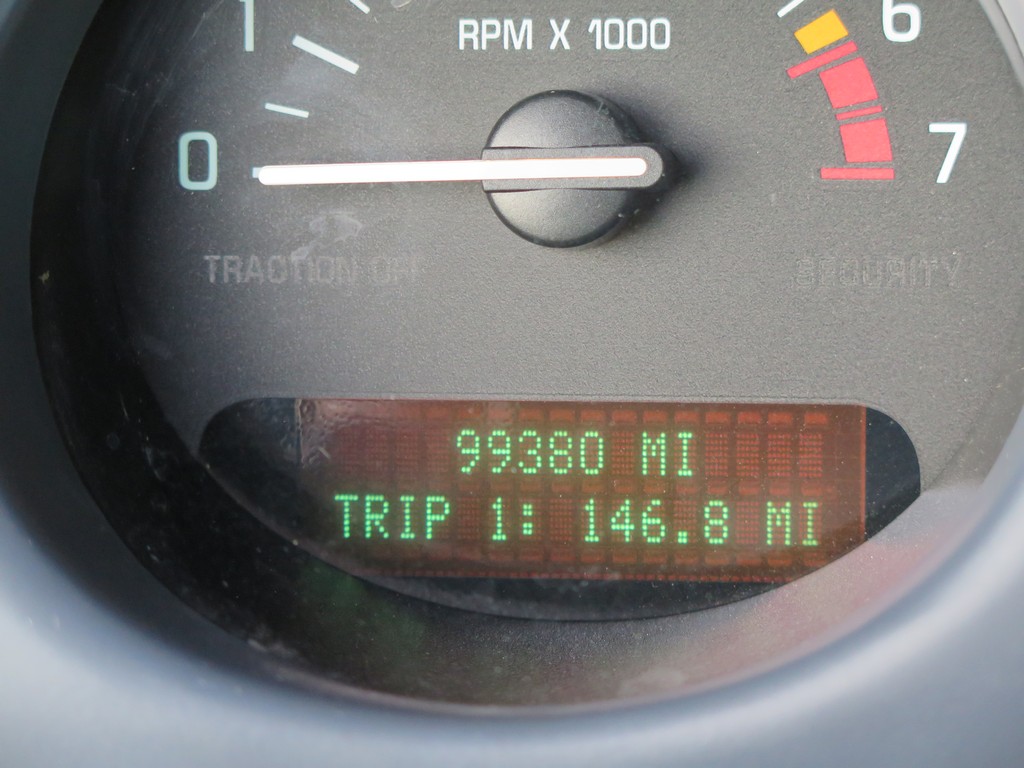 1
RPM X 1000
6
0
7
TRACTION OFF
SECURITY
99380 MI
TRIP 1: 146.8 MI